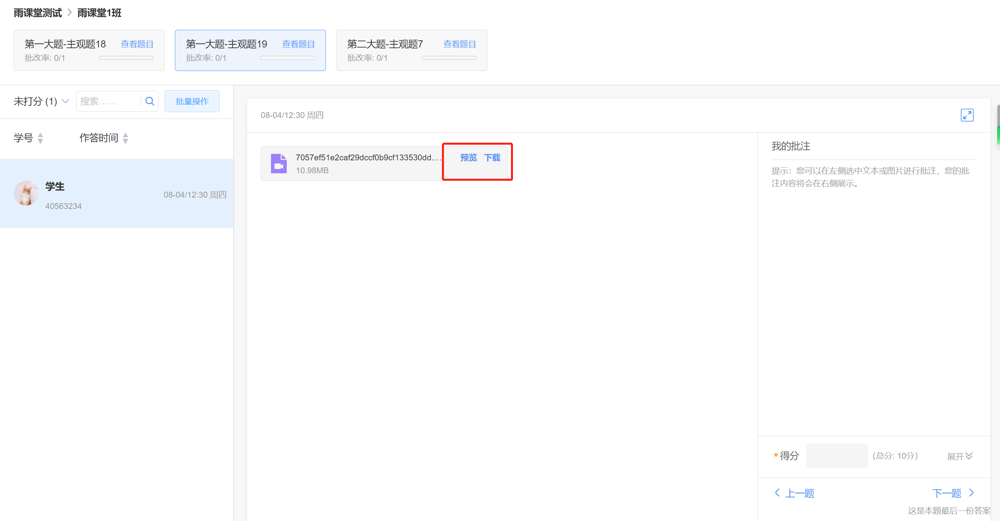 雨课堂测试 > 雨课堂1班
第一大题-主观题18 查看题目
批改率: 0/1
第一大题-主观题19 查看题目
批改率: 0/1
第二大题-主观题7 查看题目
批改率: 0/1
未打分 (1) 搜索…… 批量操作
学号 作答时间
学生
40563234
08-04/12:30 周四
08-04/12:30 周四
7057ef51e2caf29dccf0b9cf133530dd.... 预览 下载
10.98MB
我的批注
提示：您可以在左侧选中文本或图片进行批注，您的批
注内容将会在右侧展示。
*得分 (总分: 10分) 展开
上一题 下一题
这是本题最后一份答案